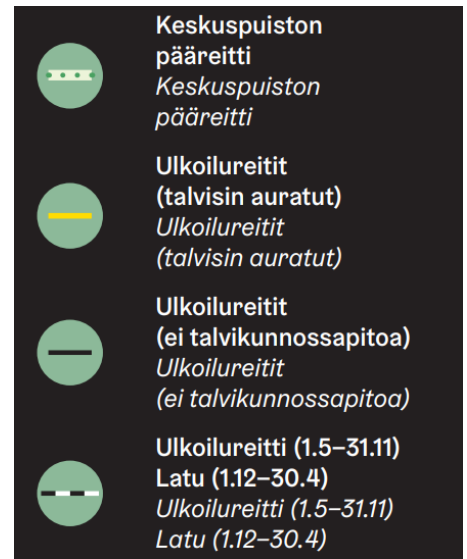 Keskuspuiston
pääreitti
Keskuspuiston
pääreitti
Ulkoilureitit
(talvisin auratut)
Ulkoilureitit
(talvisin auratut)
Ulkoilureitit
(ei talvikunnossapitoa)
Ulkoilureitit
(ei talvikunnossapitoa)
Ulkoilureitti (1.5–31.11)
Latu (1.12–30.4)
Ulkoilureitti (1.5–31.11)
Latu (1.12–30.4)